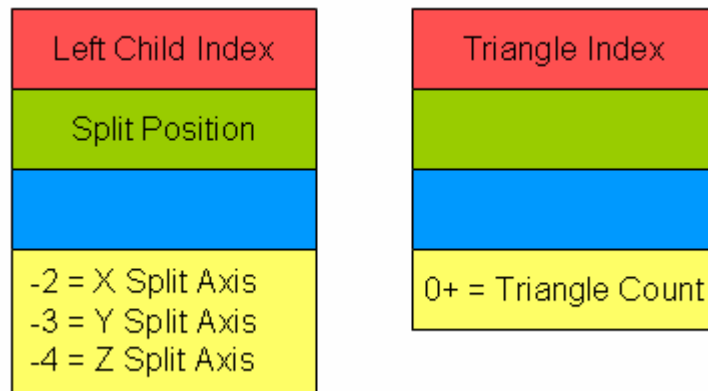 Left Child Index
Split Position
-2 = X Split Axis
-3 = Y Split Axis
-4 = Z Split Axis
Triangle Index
0+ = Triangle Count